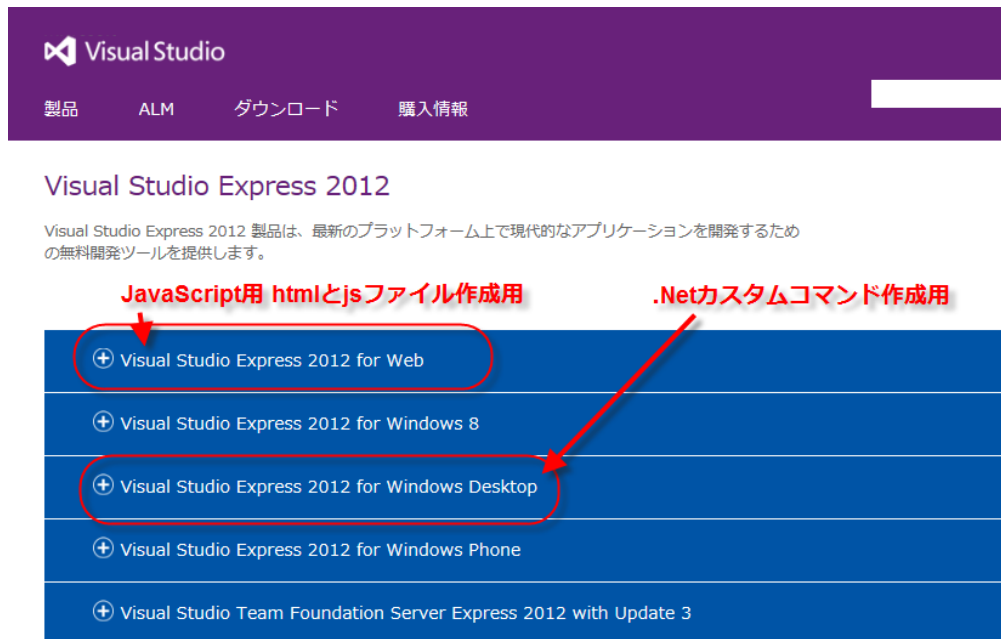 Visual Studio
製品 ALM ダウンロード 購入情報
Visual Studio Express 2012
Visual Studio Express 2012 製品は、最新のプラットフォーム上で現代的なアプリケーションを開発するため
の無料開発ツールを提供します。
JavaScript用 htmlとjsファイル作成用 .Netカスタムコマンド作成用
Visual Studio Express 2012 for Web
Visual Studio Express 2012 for Windows 8
Visual Studio Express 2012 for Windows Desktop
Visual Studio Express 2012 for Windows Phone
Visual Studio Team Foundation Server Express 2012 with Update 3